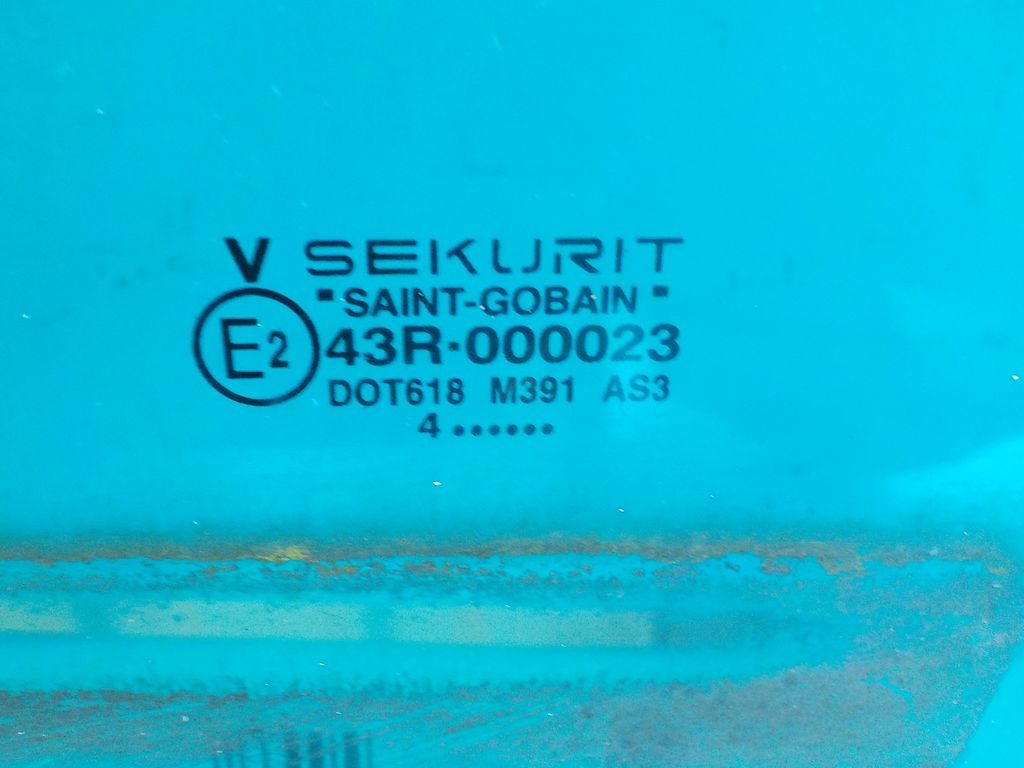 V SEKURIT
"SAINT-GOBAIN"
E2 43R-000023
DOT618 M391 AS3
4 ......